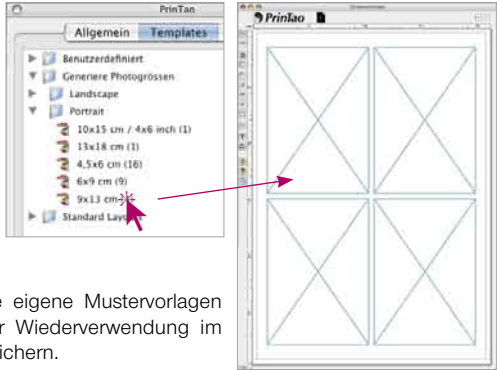 PrinTao
Allgemein Templates
Benutzerdefiniert
Generiere Photogrössen
Landscape
Portrait
10x15 cm / 4x6 inch (1)
13x18 cm (1)
4,5x6 cm (16)
6x9 cm (9)
9x13 cm
Standard
PrinTao
e eigene Mustervorlagen
r Wiederverwendung im
ichern.